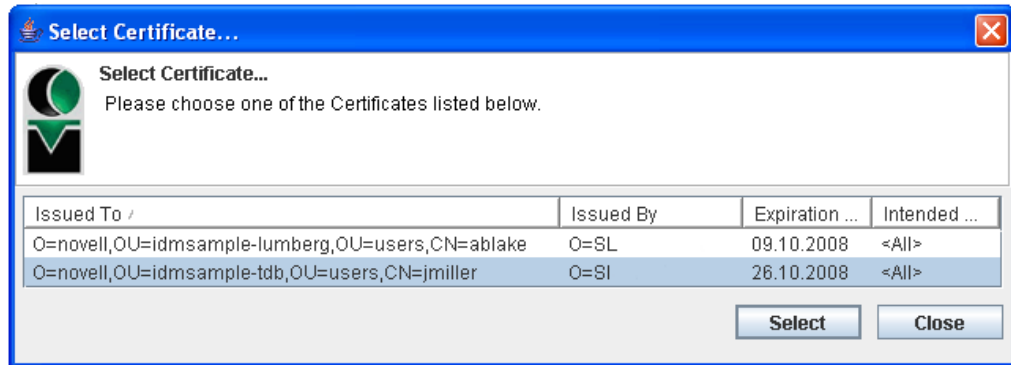 Select Certificate...
Select Certificate...
Please choose one of the Certificates listed below.
Issued To Issued By Expiration ... Intended ...
O=novell,OU=idmsample-lumberg,OU=users,CN=ablake O=SL 09.10.2008 <All>
O=novell,OU=idmsample-tdb,OU=users,CN=jmiller O=SI 26.10.2008 <All>
Select Close